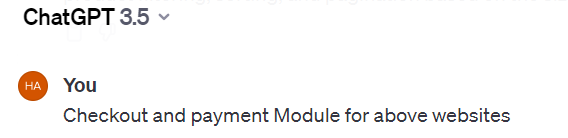 ChatGPT 3.5
HA
You
Checkout and payment Module for above websites